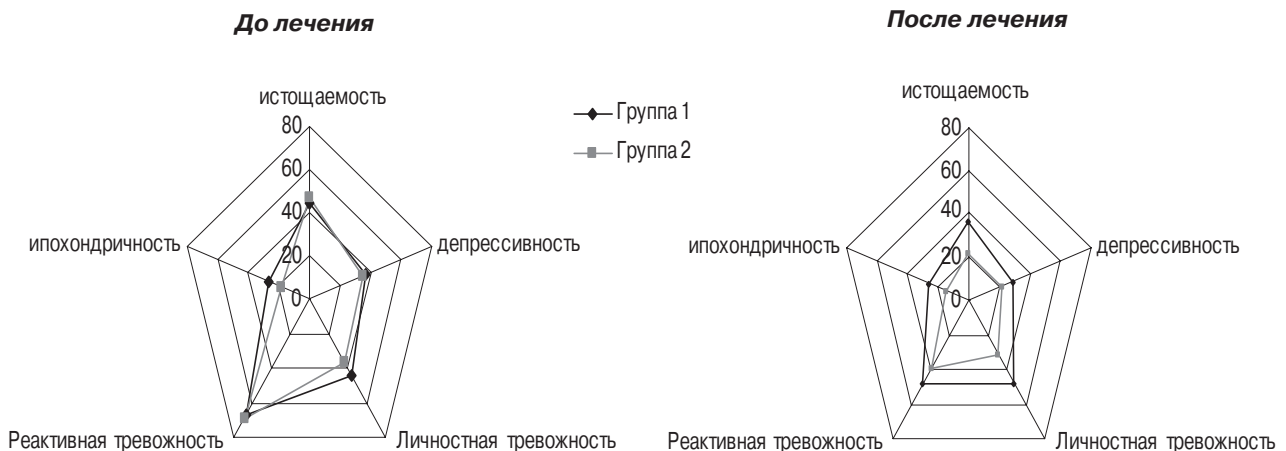 До лечения
истощаемость
80
60
40
20
0
ипохондричность
депрессивность
Реактивная тревожность
Личностная тревожность
Группа 1
Группа 2
После лечения
истощаемость
80
60
40
20
0
ипохондричность
депрессивность
Реактивная тревожность
Личностная тревожность